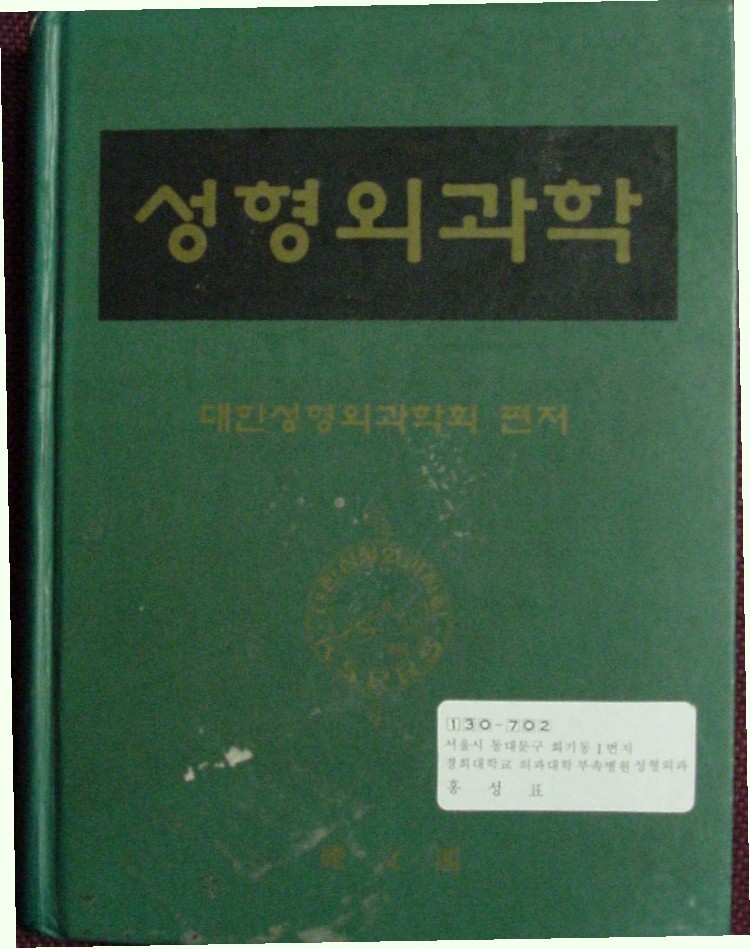 성형외과학
대한성형외과학회 편저
130-702
서울시 동대문구 회기동 1번지
경희대학교 의과대학 부속병원 성형외과
홍 성 표